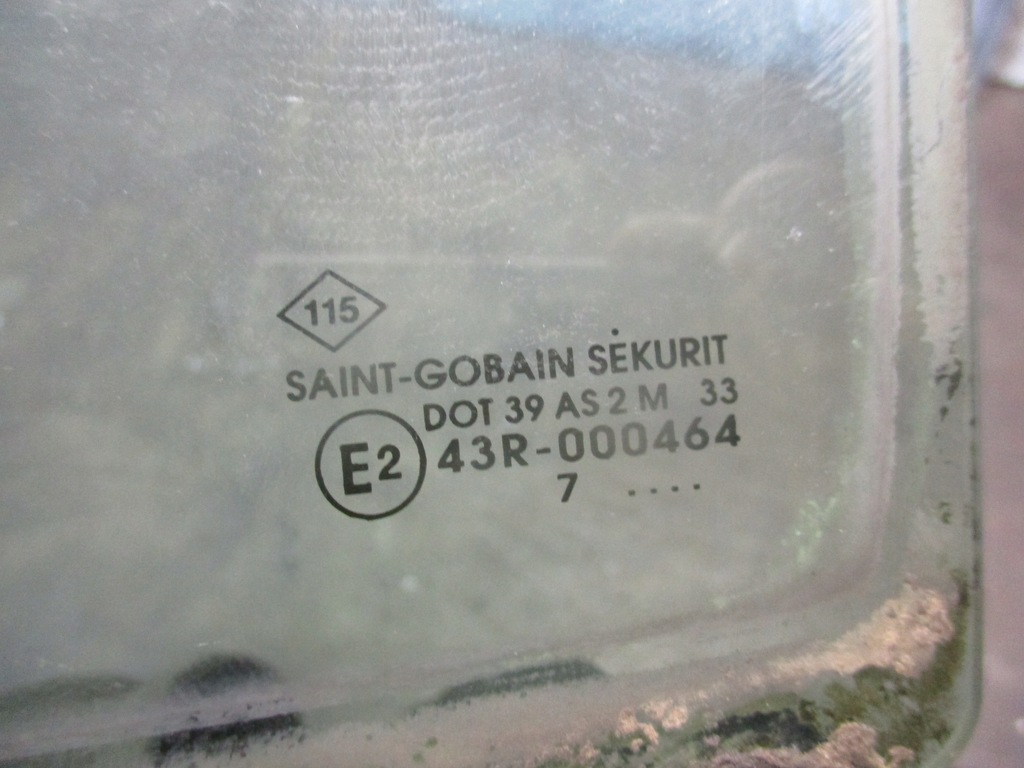 115
SAINT-GOBAIN SEKURIT
DOT 39 AS 2 M 33
E2 43R-000464
7 ....